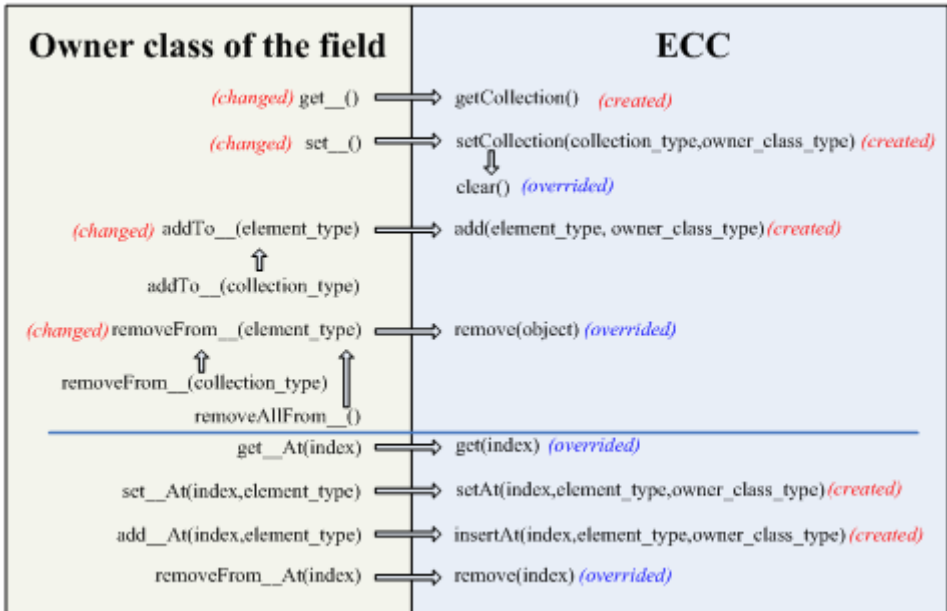 Owner class of the field ECC
(changed) get__() getCollection() (created)
(changed) set__() setCollection(collection_type,owner_class_type) (created)
clear() (overrided)
(changed) addTo__(element_type) add(element_type, owner_class_type)(created)
addTo__(collection_type)
(changed) removeFrom__(element_type) remove(object) (overrided)
removeFrom__(collection_type)
removeAllFrom__()
get__At(index) get(index) (overrided)
set__At(index,element_type) setAt(index,element_type,owner_class_type)(created)
add__At(index,element_type) insertAt(index,element_type,owner_class_type)(created)
removeFrom__At(index) remove(index) (overrided)